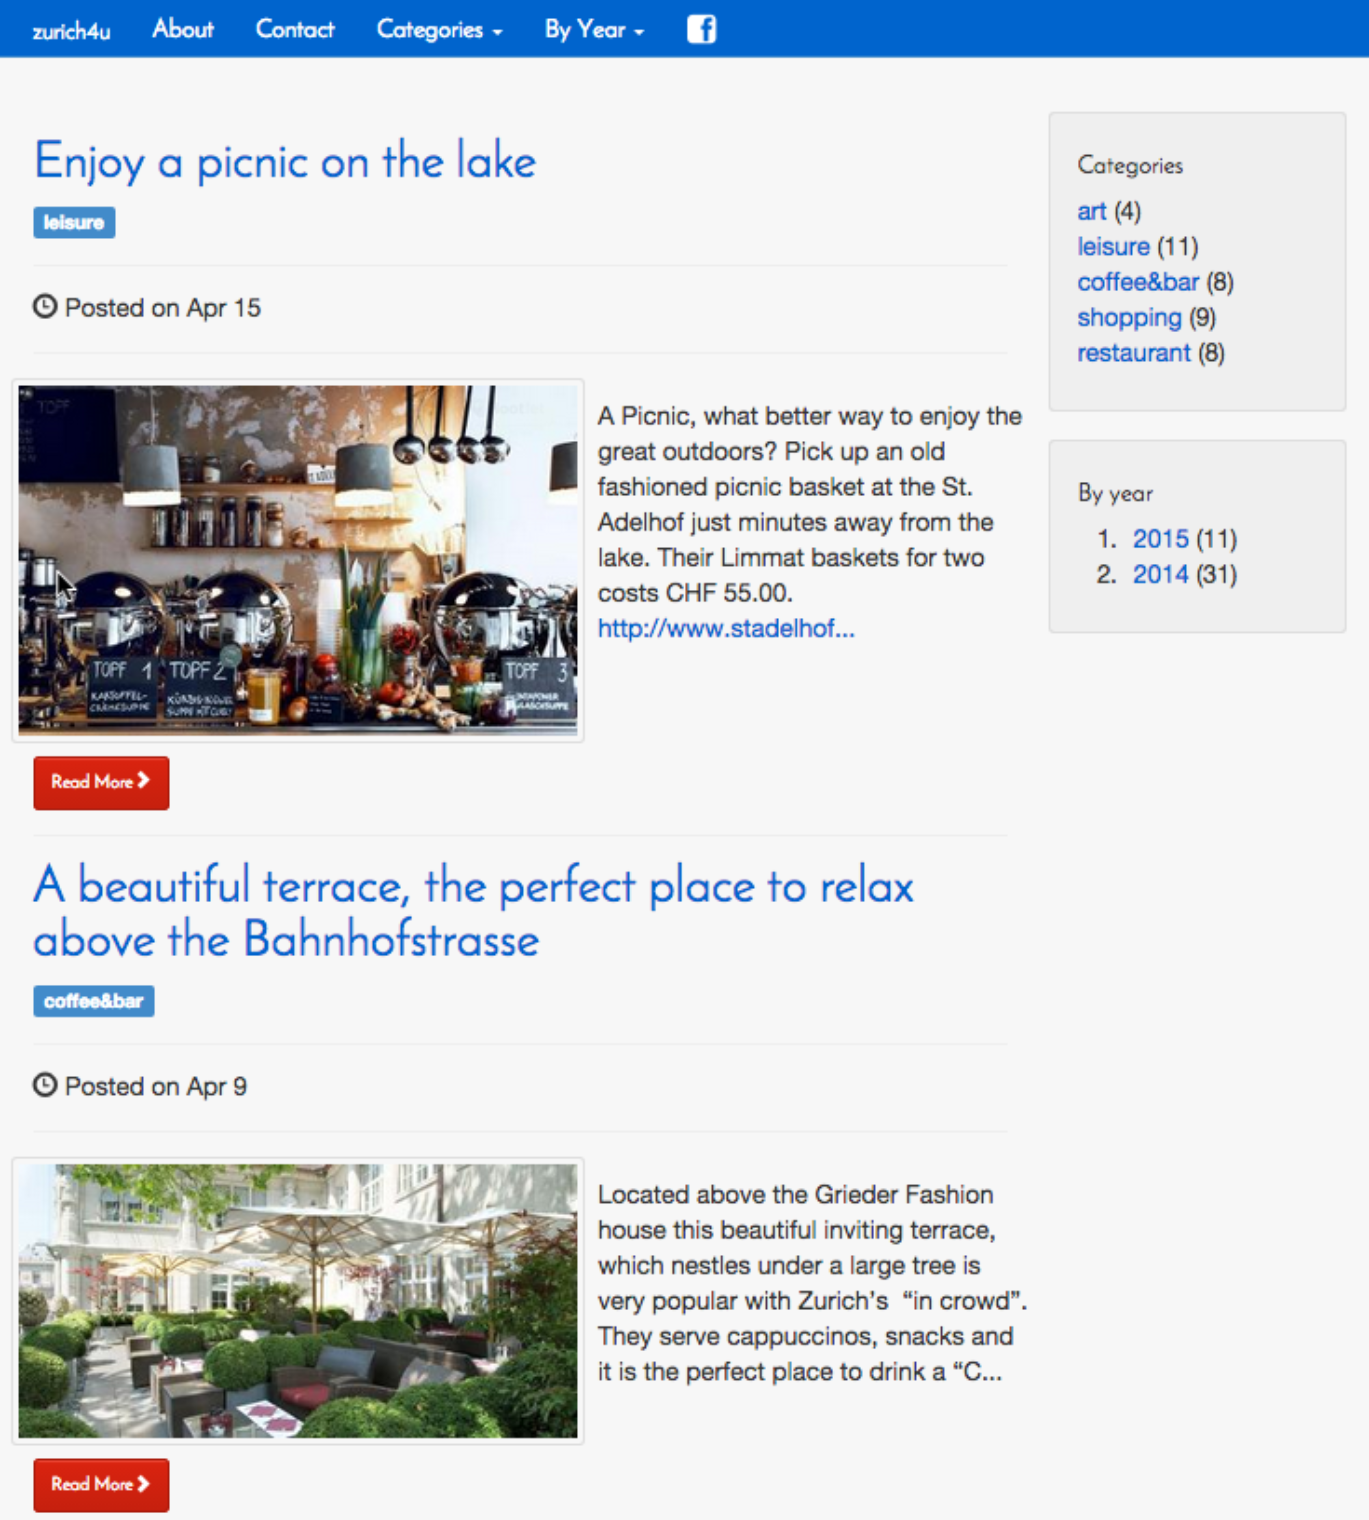 zurich4u About Contact Categories By Year
Enjoy a picnic on the lake
leisure
Posted on Apr 15
TOPF
TOPF 1
KARTOFFEL-
CRÈMESUPPE
TOPF 2
TOPF 3
A Picnic, what better way to enjoy the
great outdoors? Pick up an old
fashioned picnic basket at the St.
Adelhof just minutes away from the
lake. Their Limmat baskets for two
costs CHF 55.00.
http://www.stadelhof...
Read More
A beautiful terrace, the perfect place to relax
above the Bahnhofstrasse
coffee&bar
Posted on Apr 9
Located above the Grieder Fashion
house this beautiful inviting terrace,
which nestles under a large tree is
very popular with Zurich's “in crowd”.
They serve cappuccinos, snacks and
it is the perfect place to drink a “C...
Read More
Categories
art (4)
leisure (11)
coffee&bar (8)
shopping (9)
restaurant (8)
By year
1. 2015 (11)
2. 2014 (31)